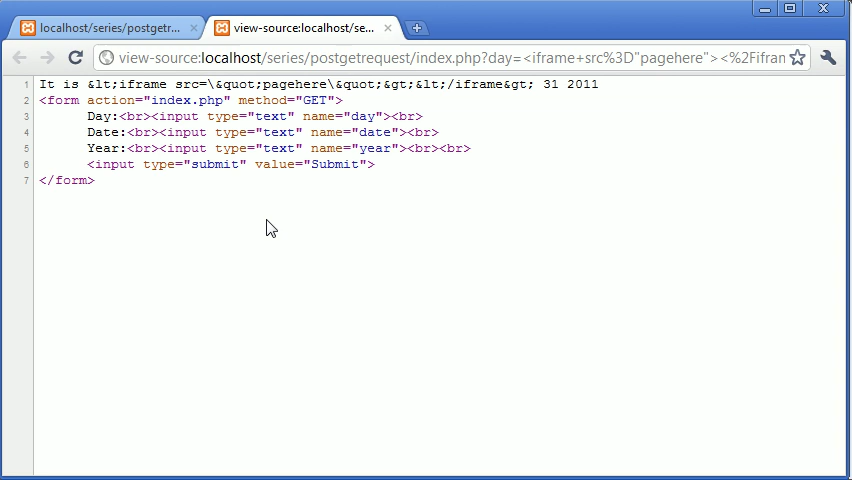 localhost/series/postgetr...
view-source:localhost/se...
view-source:localhost/series/postgetrequest/index.php?day=<iframe+src%3D"pagehere"><%2Fifran
1 It is &lt;iframe src=\&quot;pagehere\&quot;&gt;&lt;/iframe&gt; 31 2011
2 <form action="index.php" method="GET">
3 Day:<br><input type="text" name="day"><br>
4 Date:<br><input type="text" name="date"><br>
5 Year:<br><input type="text" name="year"><br><br>
6 <input type="submit" value="Submit">
7 </form>